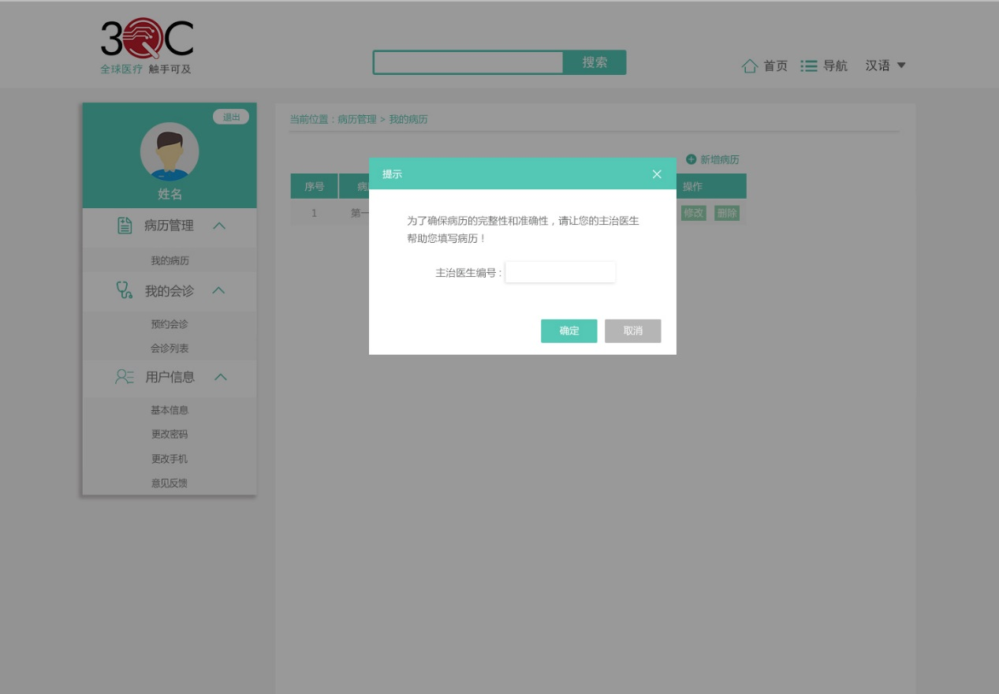 3QC
全球医疗 触手可及
搜索
首页
导航
汉语
退出
姓名
病历管理
我的病历
我的会诊
预约会诊
会诊列表
用户信息
基本信息
更改密码
更改手机
意见反馈
当前位置：病历管理 > 我的病历
新增病历
序号
操作
1
第一
修改
删除
提示
为了确保病历的完整性和准确性，请让您的主治医生
帮助您填写病历！
主治医生编号：
确定
取消